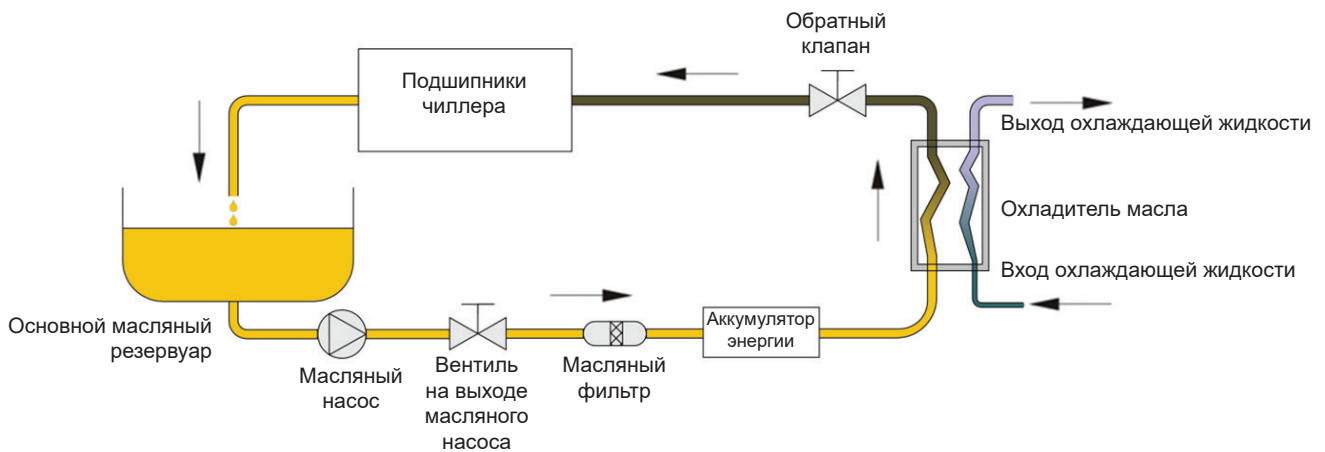 Обратный
клапан
Подшипники
чиллера
Выход охлаждающей жидкости
Охладитель масла
Вход охлаждающей жидкости
Основной масляный
резервуар
Масляный
насос
Вентиль
на выходе
масляного
насоса
Масляный
фильтр
Аккумулятор
энергии